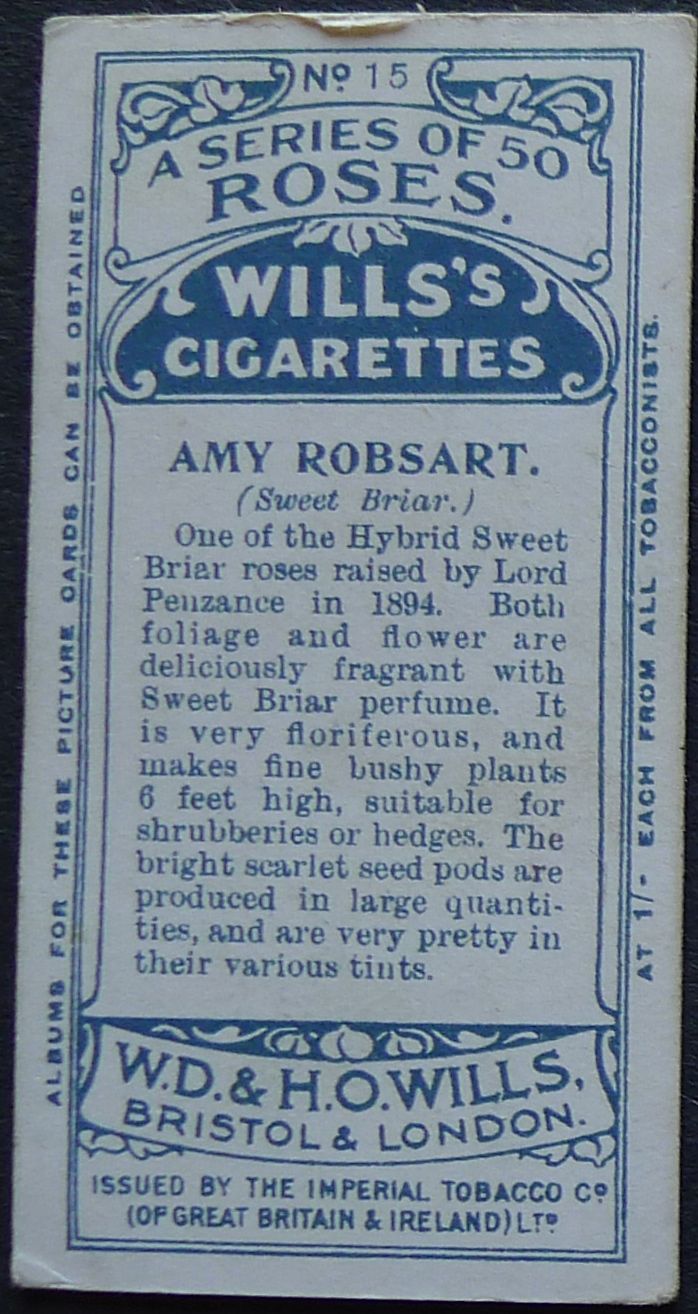 Nº 15
A SERIES OF 50
ROSES.
WILLS'S
CIGARETTES
AMY ROBSART.
(Sweet Briar.)
One of the Hybrid Sweet
Briar roses raised by Lord
Penzance in 1894. Both
foliage and flower are
deliciously fragrant with
Sweet Briar perfume. It
is very floriferous, and
makes fine bushy plants
6 feet high, suitable for
shrubberies or hedges. The
bright scarlet seed pods are
produced in large quanti-
ties, and are very pretty in
their various tints.
W.D. & H.O. WILLS,
BRISTOL & LONDON.
ISSUED BY THE IMPERIAL TOBACCO Cº
(OF GREAT BRITAIN & IRELAND) LTº
ALBUMS FOR THESE PICTURE CARDS CAN BE OBTAINED
AT 1/- EACH FROM ALL TOBACCONISTS.